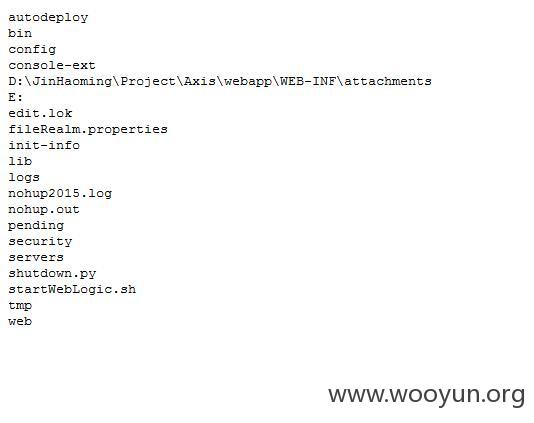 autodeploy
bin
config
console-ext
D:\JinHaoming\Project\Axis\webapp\WEB-INF\attachments
E:
edit.lok
fileRealm.properties
init-info
lib
logs
nohup2015.log
nohup.out
pending
security
servers
shutdown.py
startWebLogic.sh
tmp
web
www.wooyun.org